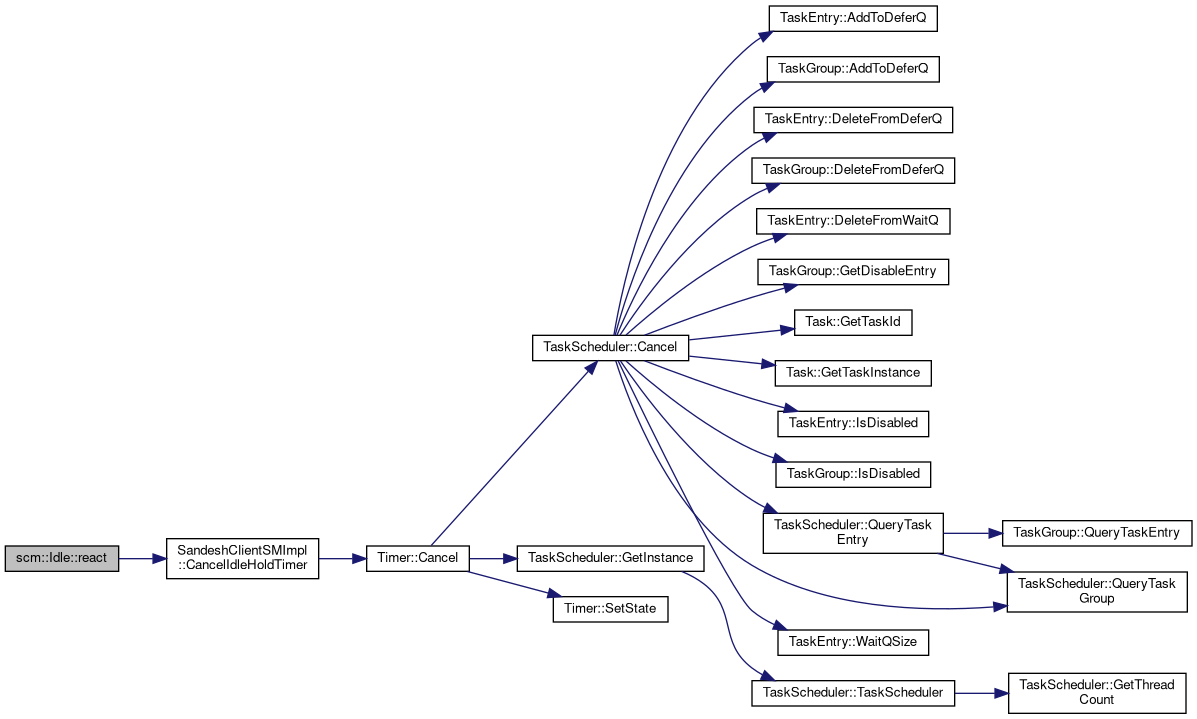 TaskEntry::AddToDeferQ
TaskGroup::AddToDeferQ
TaskEntry::DeleteFromDeferQ
TaskGroup::DeleteFromDeferQ
TaskEntry::DeleteFromWaitQ
TaskGroup::GetDisableEntry
Task::GetTaskId
TaskScheduler::Cancel
Task::GetTaskInstance
TaskEntry::IsDisabled
TaskGroup::IsDisabled
TaskScheduler::QueryTask
Entry
TaskGroup::QueryTaskEntry
scm::Idle::react
SandeshClientSMImpl
::CancelIdleHoldTimer
Timer::Cancel
TaskScheduler::GetInstance
TaskScheduler::QueryTask
Group
Timer::SetState
TaskEntry::WaitQSize
TaskScheduler::TaskScheduler
TaskScheduler::GetThread
Count